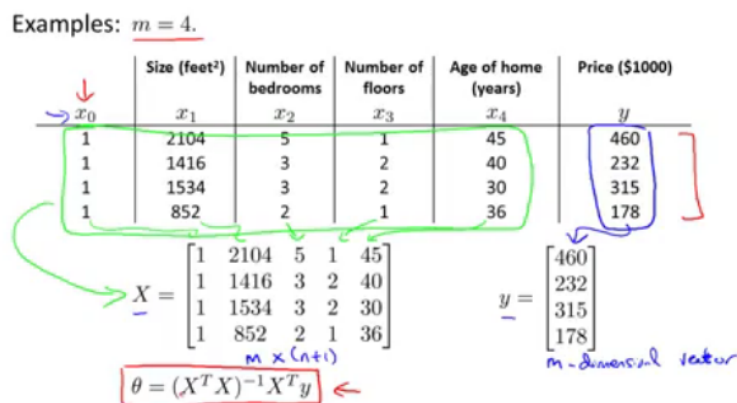 Examples: m = 4.
Size (feet²) Number of bedrooms Number of floors Age of home (years) Price ($1000)
x₀ x₁ x₂ x₃ x₄ y
1 2104 5 1 45 460
1 1416 3 2 40 232
1 1534 3 2 30 315
1 852 2 1 36 178
X = [1 2104 5 1 45
1 1416 3 2 40
1 1534 3 2 30
1 852 2 1 36]
m × (n+1)
y = [460
232
315
178]
m-dimensional vector
θ = (XᵀX)⁻¹Xᵀy